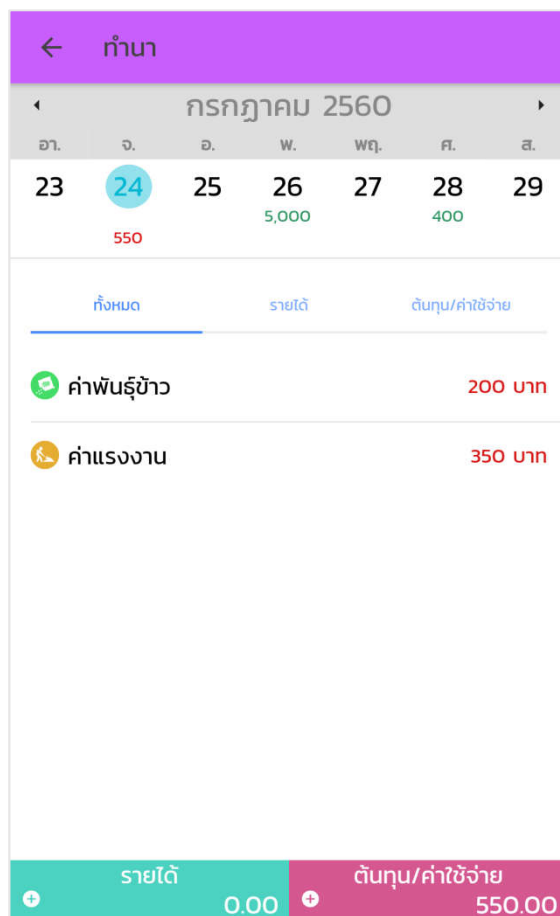 ทำนา
กรกฎาคม 2560
อา. จ. อ. พ. พฤ. ศ. ส.
23 24 25 26 27 28 29
5,000 400
550
ทั้งหมด รายได้ ต้นทุน/ค่าใช้จ่าย
ค่าพันธุ์ข้าว 200 บาท
ค่าแรงงาน 350 บาท
รายได้ ต้นทุน/ค่าใช้จ่าย
0.00 550.00